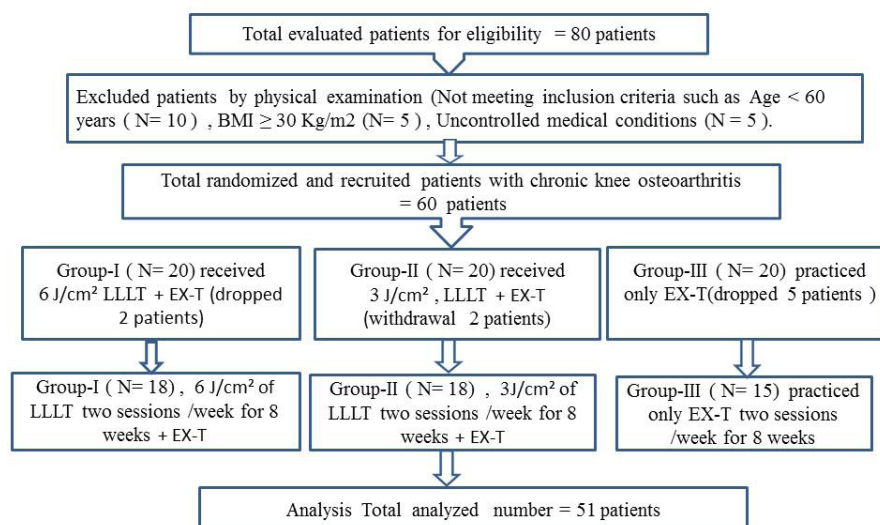 Total evaluated patients for eligibility = 80 patients
Excluded patients by physical examination (Not meeting inclusion criteria such as Age < 60
years ( N= 10 ) , BMI ≥ 30 Kg/m2 (N= 5 ) , Uncontrolled medical conditions (N = 5 ).
Total randomized and recruited patients with chronic knee osteoarthritis
= 60 patients
Group-I ( N= 20) received
6 J/cm² LLLT + EX-T (dropped
2 patients)
Group-II ( N= 20) received
3 J/cm² , LLLT + EX-T
(withdrawal 2 patients)
Group-III ( N= 20) practiced
only EX-T(dropped 5 patients )
Group-I ( N= 18) , 6 J/cm² of
LLLT two sessions /week for 8
weeks + EX-T
Group-II ( N= 18) , 3J/cm² of
LLLT two sessions /week for 8
weeks + EX-T
Group-III ( N= 15) practiced
only EX-T two sessions
/week for 8 weeks
Analysis Total analyzed number = 51 patients